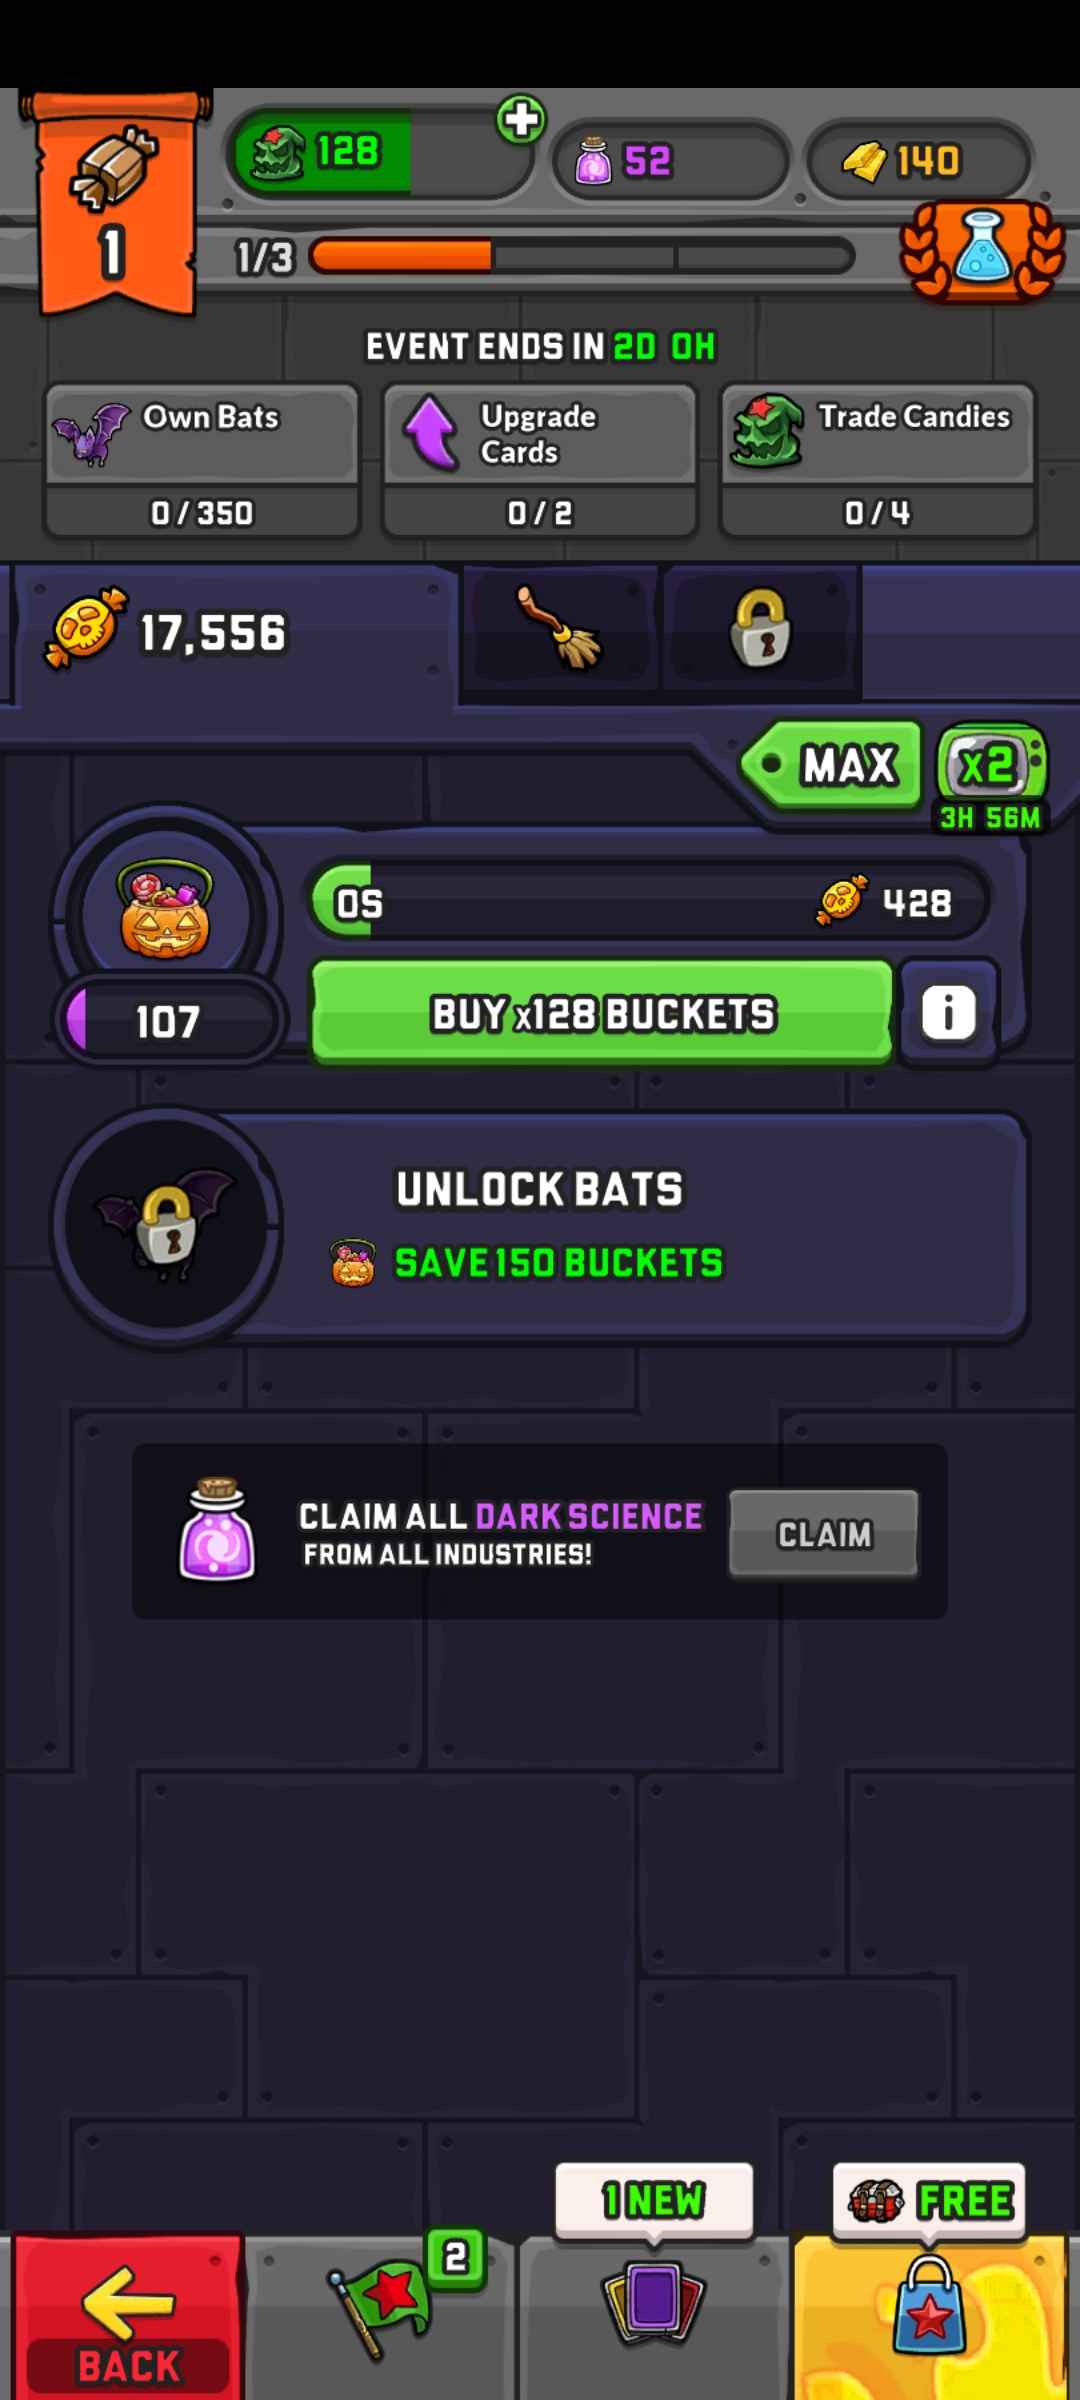 128
52
140
1
1/3
EVENT ENDS IN 2D 0H
Own Bats
0/350
Upgrade
Cards
0/2
Trade Candies
0/4
17,556
MAX
x2
3H 56M
0S
428
107
BUY x128 BUCKETS
i
UNLOCK BATS
SAVE 150 BUCKETS
CLAIM ALL DARK SCIENCE
FROM ALL INDUSTRIES!
CLAIM
1 NEW
FREE
2
BACK